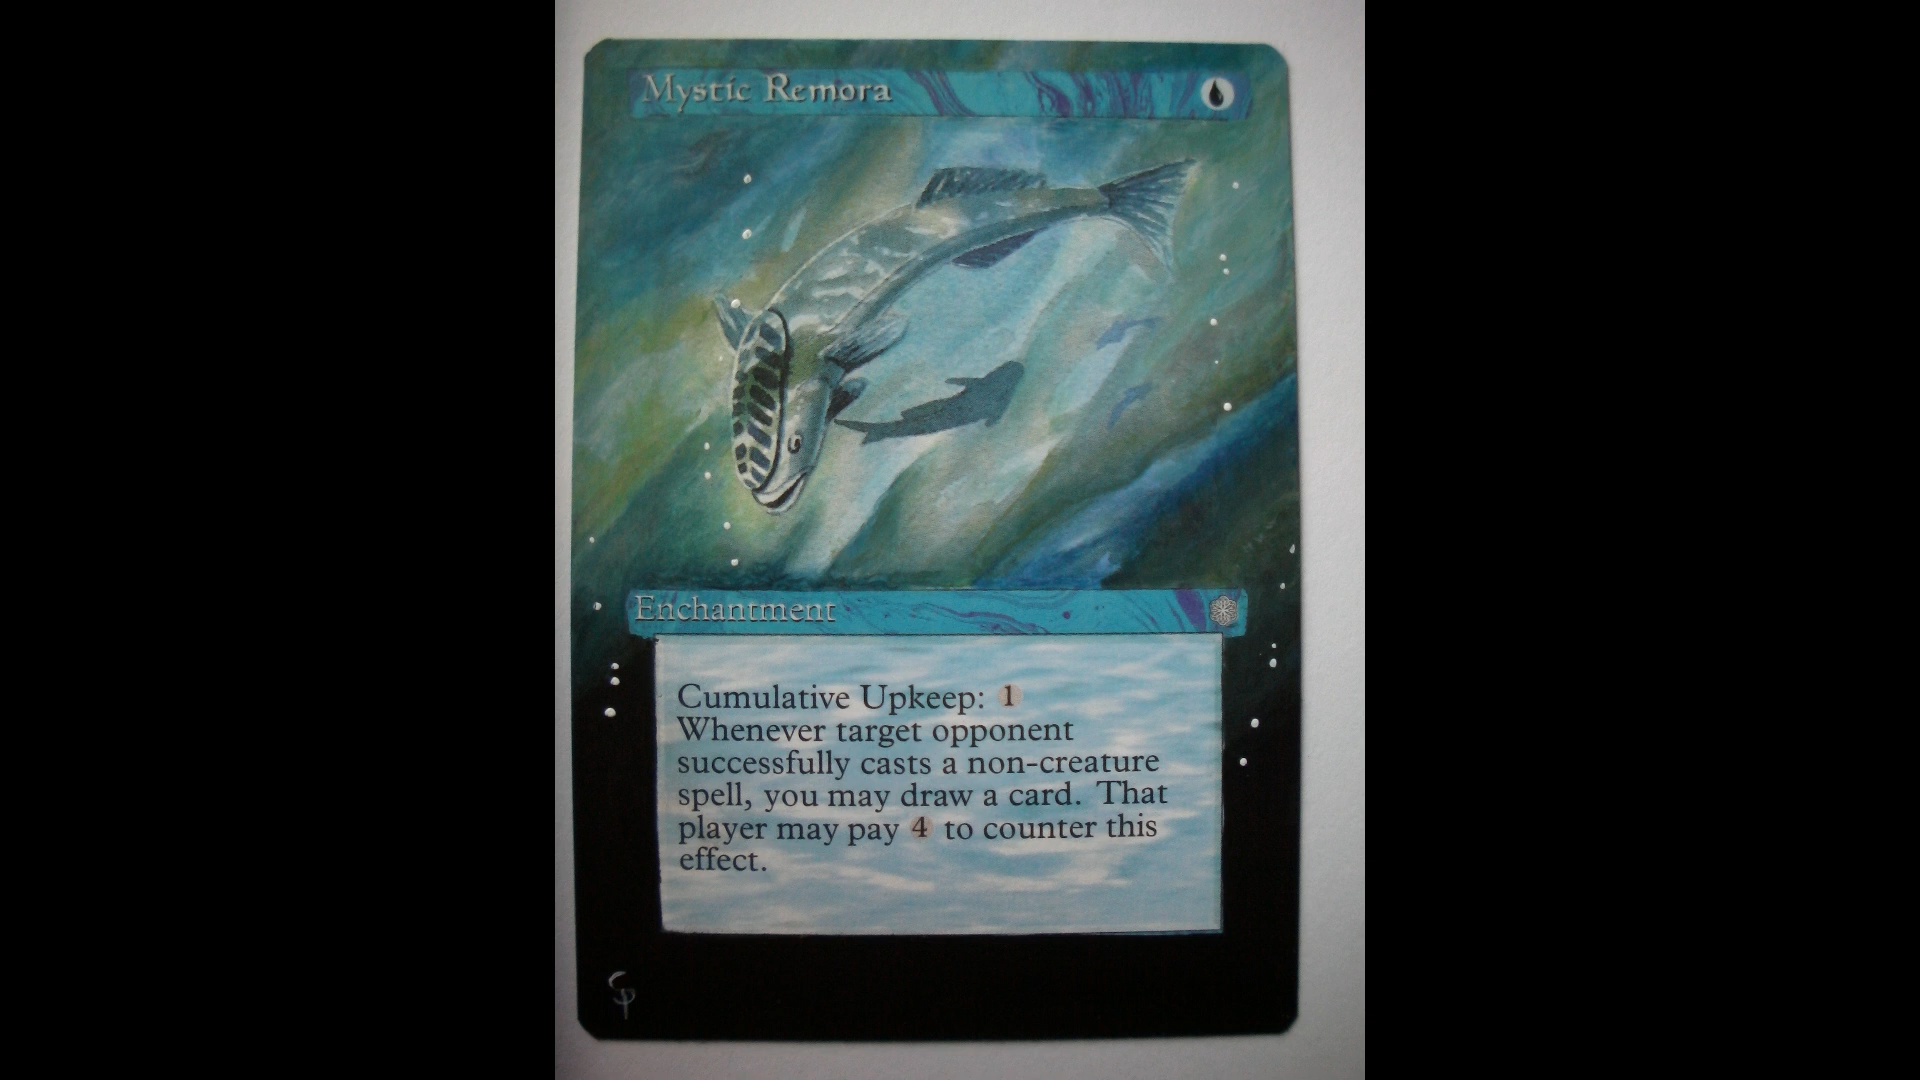 Mystic Remora
Enchantment
Cumulative Upkeep: 1
Whenever target opponent
successfully casts a non-creature
spell, you may draw a card. That
player may pay 4 to counter this
effect.